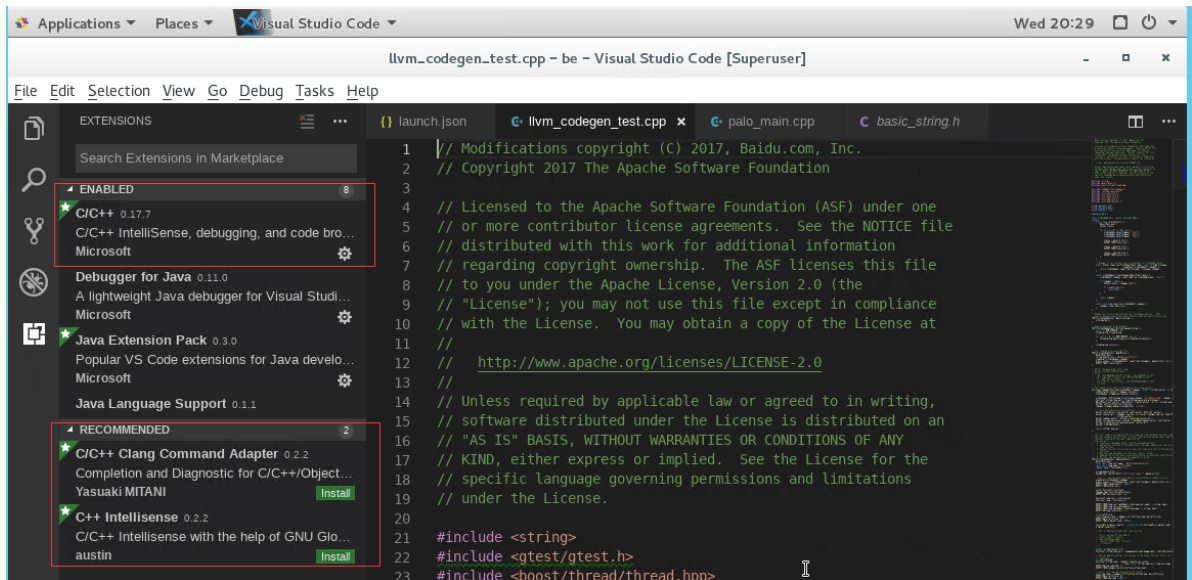 Applications Places Visual Studio Code Wed 20:29
llvm_codegen_test.cpp – be – Visual Studio Code [Superuser]
File Edit Selection View Go Debug Tasks Help
EXTENSIONS
Search Extensions in Marketplace
ENABLED 8
C/C++ 0.17.7
C/C++ IntelliSense, debugging, and code bro...
Microsoft
Debugger for Java 0.11.0
A lightweight Java debugger for Visual Studi...
Microsoft
Java Extension Pack 0.3.0
Popular VS Code extensions for Java develo...
Microsoft
Java Language Support 0.1.1
RECOMMENDED 2
C/C++ Clang Command Adapter 0.2.2
Completion and Diagnostic for C/C++/Object...
Yasuaki MITANI Install
C++ Intellisense 0.2.2
C/C++ Intellisense with the help of GNU Glo...
austin Install
{} launch.json llvm_codegen_test.cpp palo_main.cpp basic_string.h
1 // Modifications copyright (C) 2017, Baidu.com, Inc.
2 // Copyright 2017 The Apache Software Foundation
3
4 // Licensed to the Apache Software Foundation (ASF) under one
5 // or more contributor license agreements. See the NOTICE file
6 // distributed with this work for additional information
7 // regarding copyright ownership. The ASF licenses this file
8 // to you under the Apache License, Version 2.0 (the
9 // "License"); you may not use this file except in compliance
10 // with the License. You may obtain a copy of the License at
11 //
12 // http://www.apache.org/licenses/LICENSE-2.0
13 //
14 // Unless required by applicable law or agreed to in writing,
15 // software distributed under the License is distributed on an
16 // "AS IS" BASIS, WITHOUT WARRANTIES OR CONDITIONS OF ANY
17 // KIND, either express or implied. See the License for the
18 // specific language governing permissions and limitations
19 // under the License.
20
21 #include <string>
22 #include <gtest/gtest.h>
23 #include <boost/thread/thread.hpp>